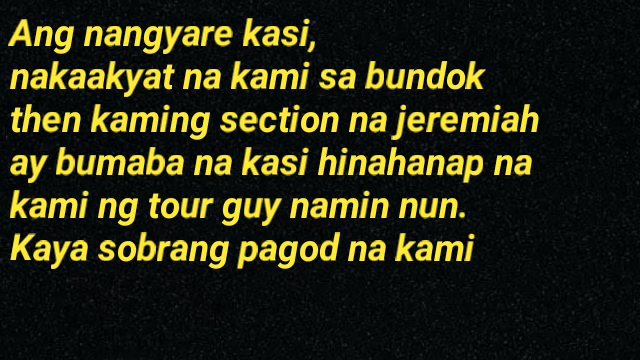 Ang nangyare kasi,
nakaakyat na kami sa bundok
then kaming section na jeremiah
ay bumaba na kasi hinahanap na
kami ng tour guy namin nun.
Kaya sobrang pagod na kami